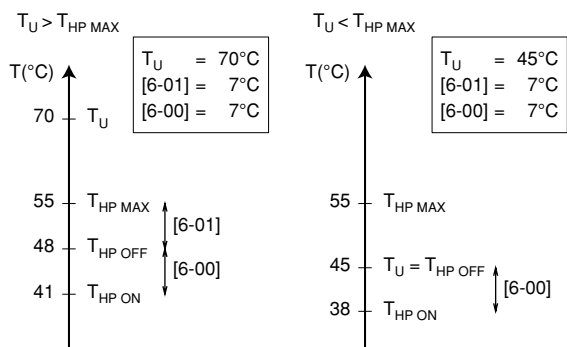 T_U > T_HP MAX
T_U = 70°C
[6-01] = 7°C
[6-00] = 7°C
T(°C)
70 T_U
55 T_HP MAX
[6-01]
48 T_HP OFF
[6-00]
41 T_HP ON
T_U < T_HP MAX
T_U = 45°C
[6-01] = 7°C
[6-00] = 7°C
T(°C)
55 T_HP MAX
45 T_U = T_HP OFF
[6-00]
38 T_HP ON